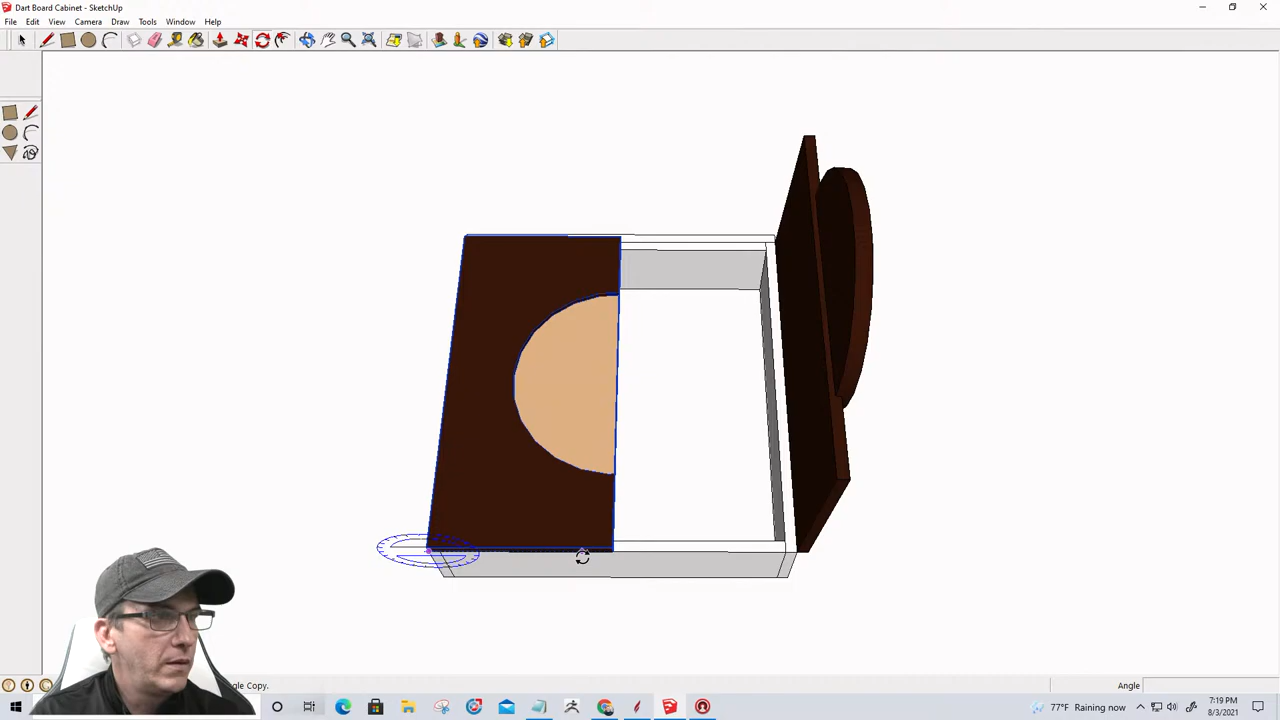 Dart Board Cabinet - SketchUp
File Edit View Camera Draw Tools Window Help
gle Copy.
Angle
77°F Raining now
7:19 PM
8/3/2021